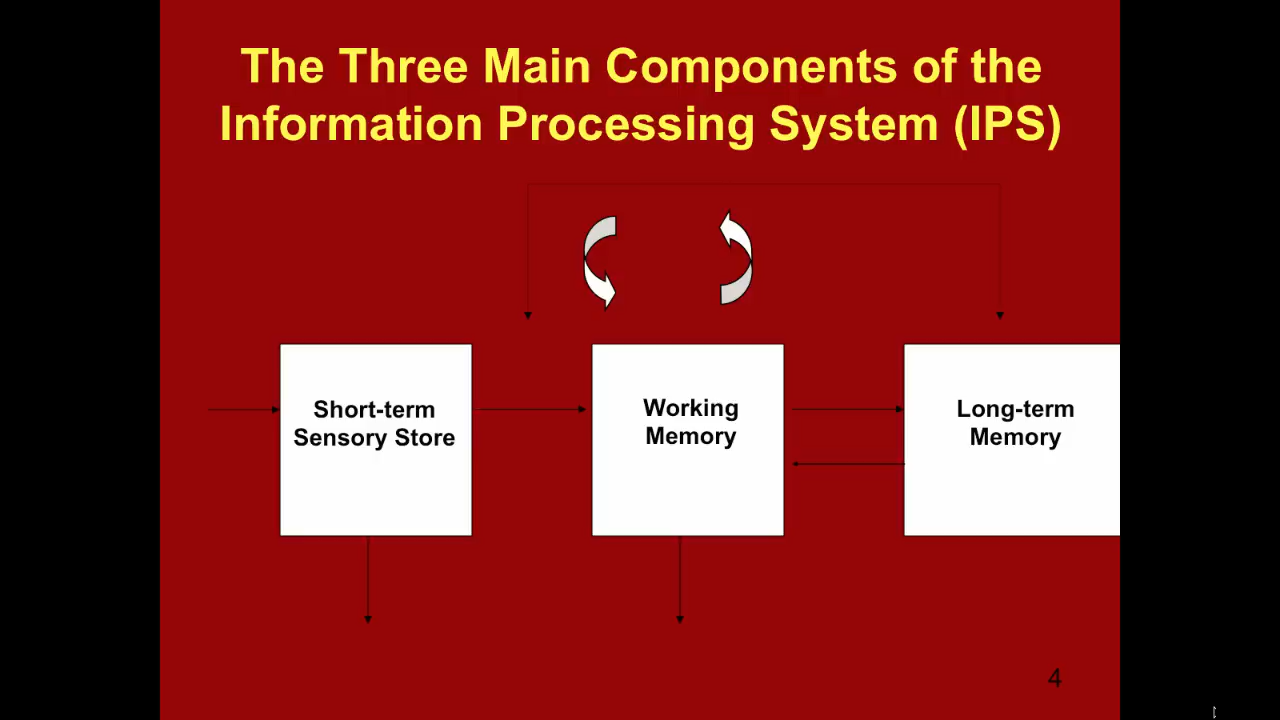 The Three Main Components of the
Information Processing System (IPS)
Short-term
Sensory Store
Working
Memory
Long-term
Memory
4